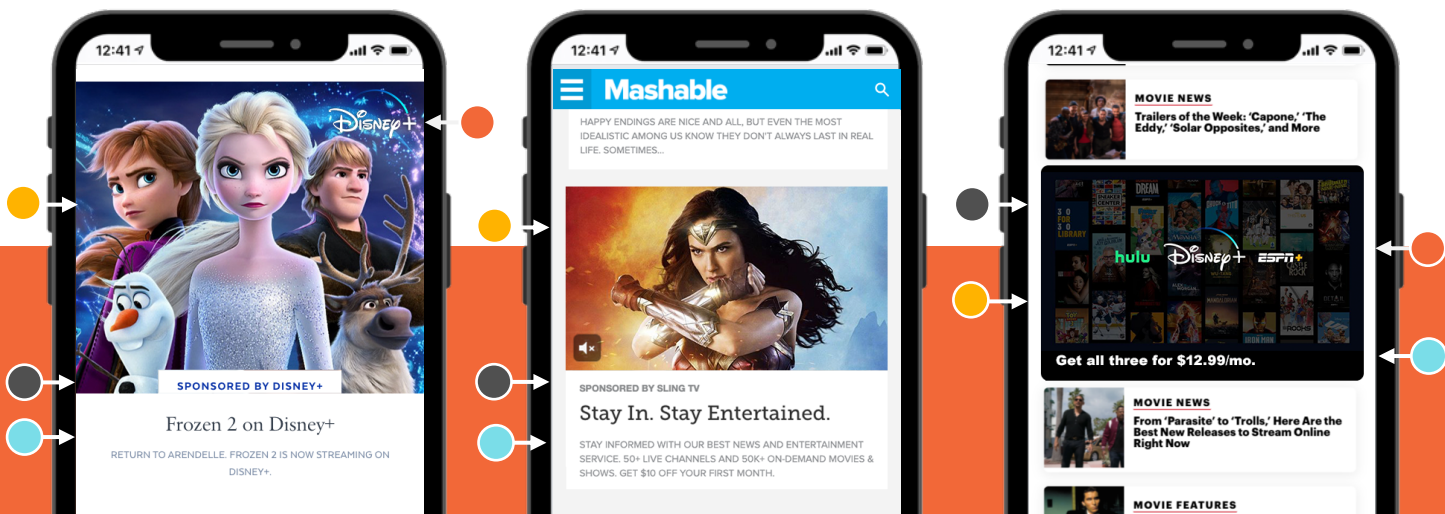 12:41
DISNEY+
SPONSORED BY DISNEY+
Frozen 2 on Disney+
RETURN TO ARENDELLE. FROZEN 2 IS NOW STREAMING ON
DISNEY+.
12:41
Mashable
HAPPY ENDINGS ARE NICE AND ALL, BUT EVEN THE MOST
IDEALISTIC AMONG US KNOW THEY DON'T ALWAYS LAST IN REAL
LIFE. SOMETIMES...
SPONSORED BY SLING TV
Stay In. Stay Entertained.
STAY INFORMED WITH OUR BEST NEWS AND ENTERTAINMENT
SERVICE. 50+ LIVE CHANNELS AND 50K+ ON-DEMAND MOVIES &
SHOWS. GET $10 OFF YOUR FIRST MONTH.
12:41
MOVIE NEWS
Trailers of the Week: ‘Capone,’ ‘The
Eddy,’ ‘Solar Opposites,’ and More
DREAM
30
FOR
30
LIBRARY
hulu DISNEY+ ESPN+
Get all three for $12.99/mo.
MOVIE NEWS
From ‘Parasite’ to ‘Trolls,’ Here Are the
Best New Releases to Stream Online
Right Now
MOVIE FEATURES